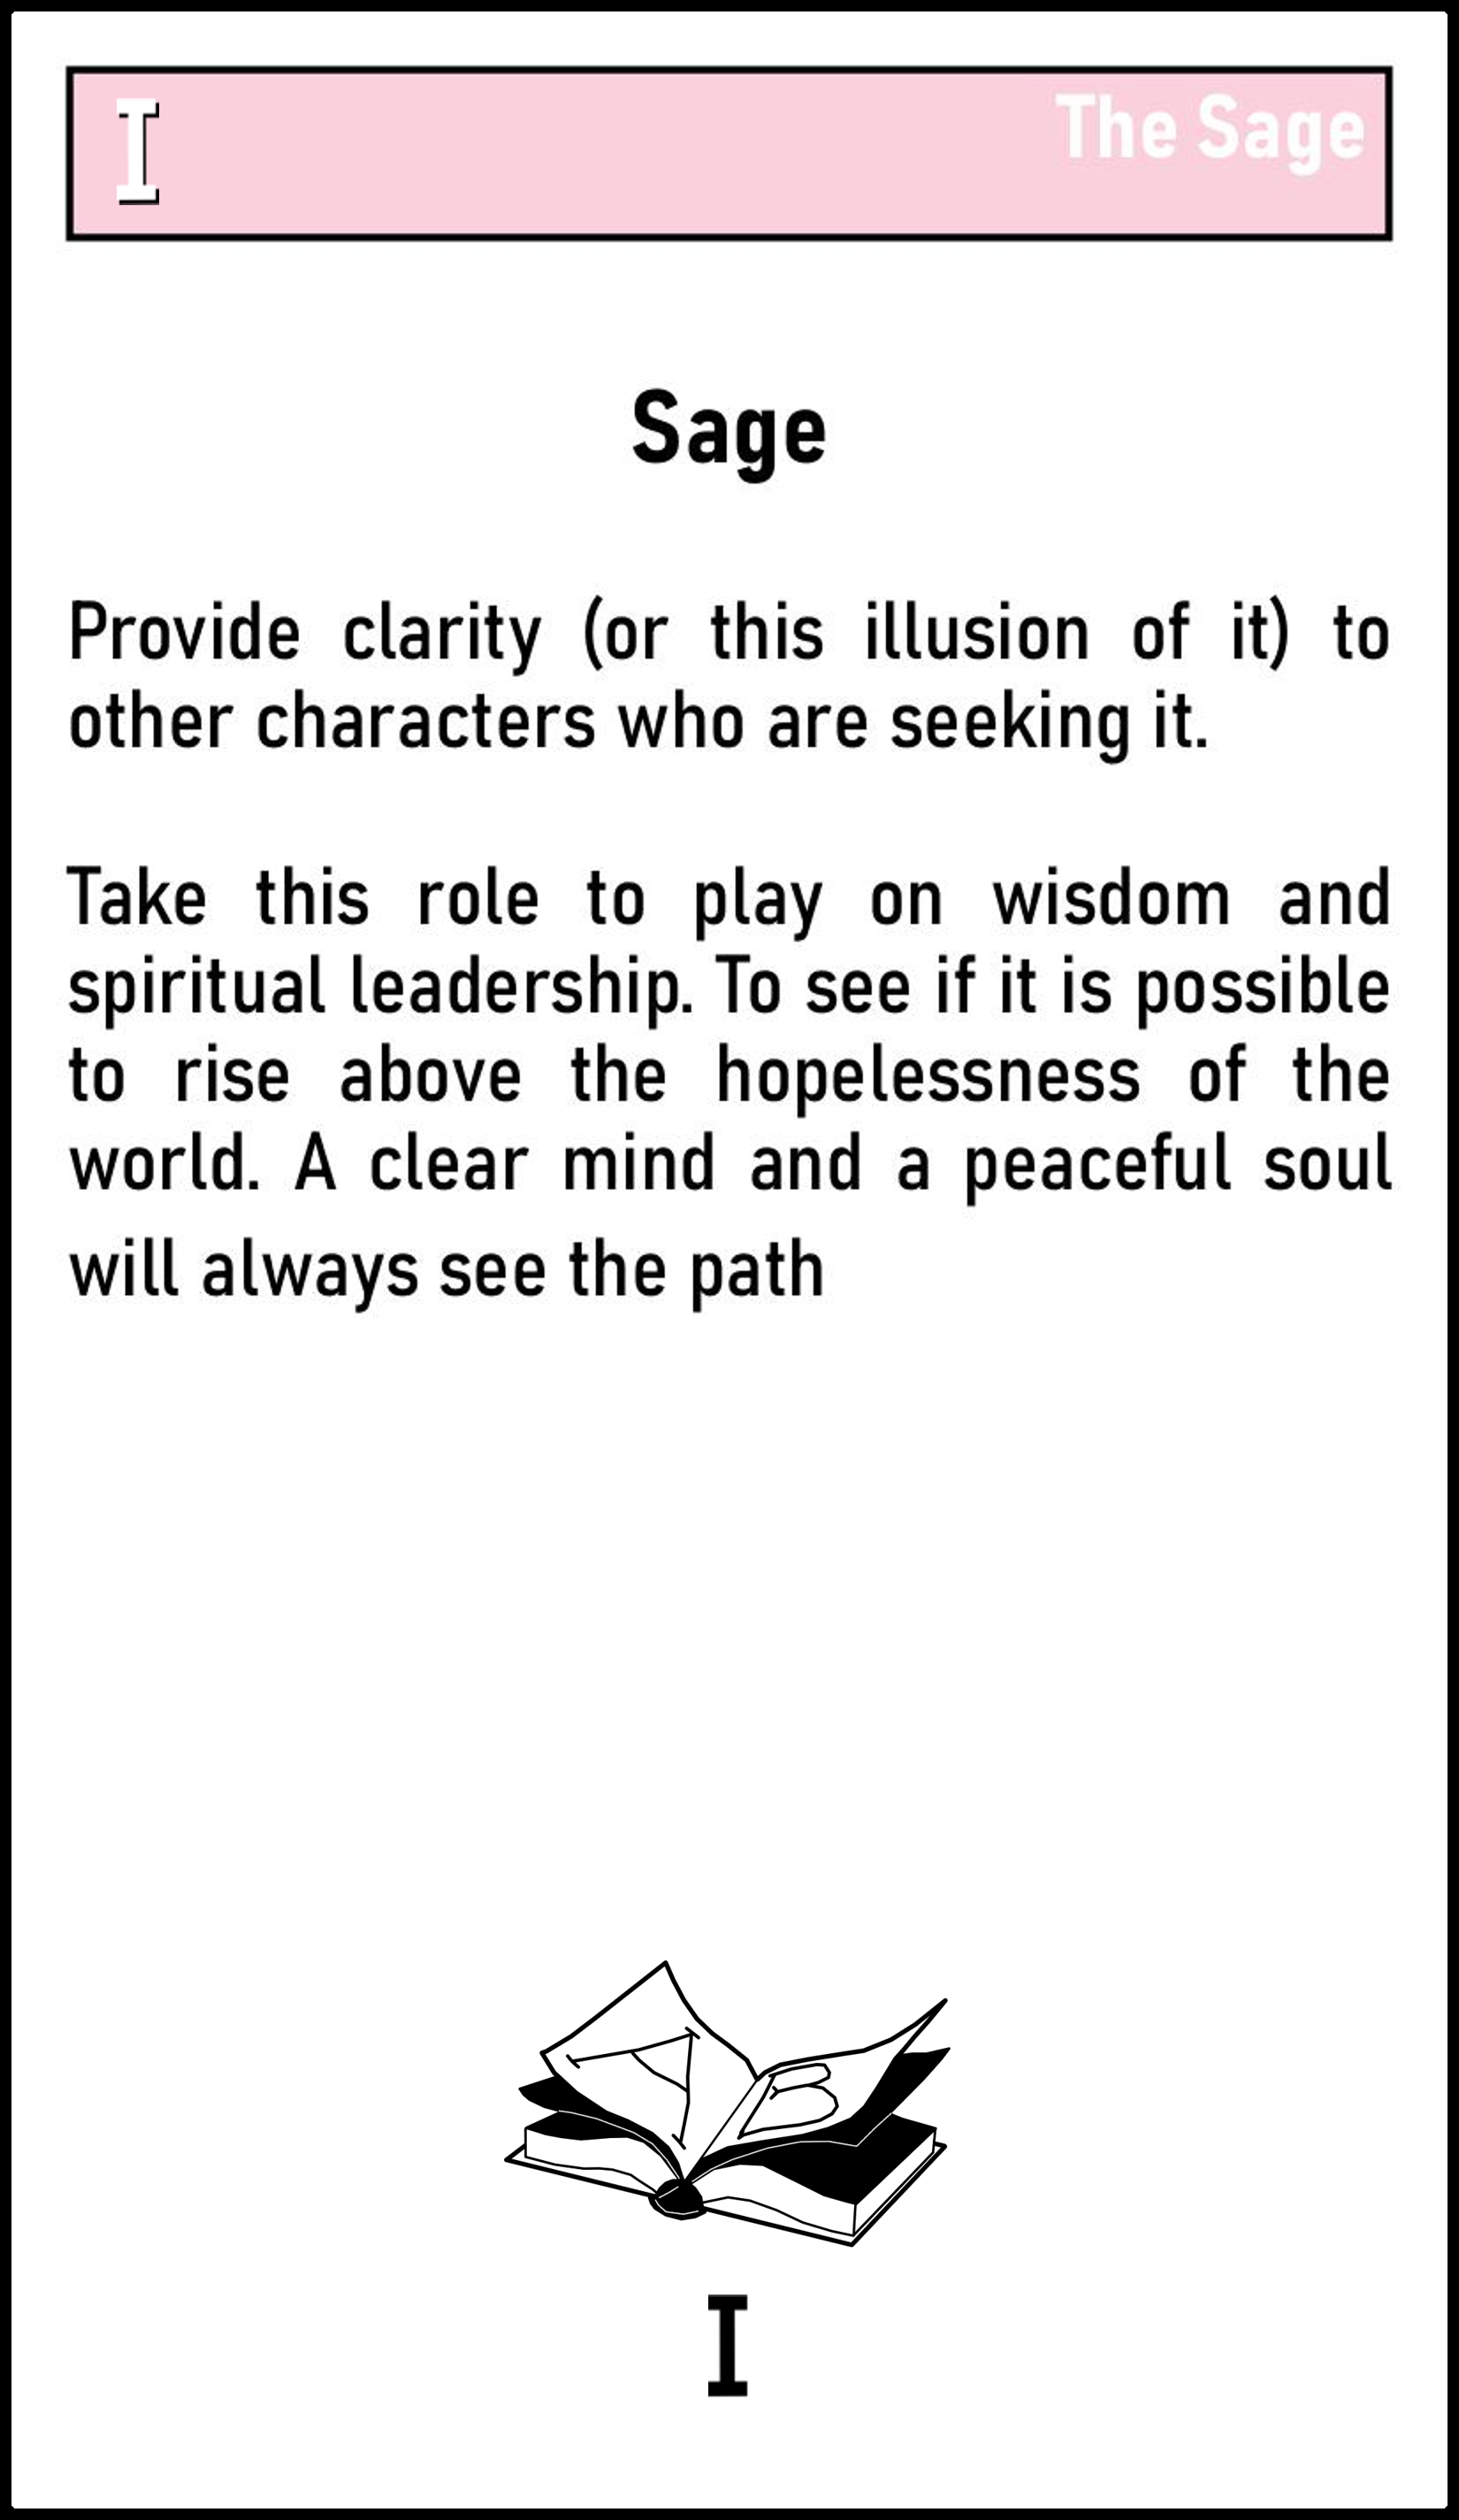 I
The Sage
Sage
Provide clarity (or this illusion of it) to
other characters who are seeking it.
Take this role to play on wisdom and
spiritual leadership. To see if it is possible
to rise above the hopelessness of the
world. A clear mind and a peaceful soul
will always see the path
A B
I